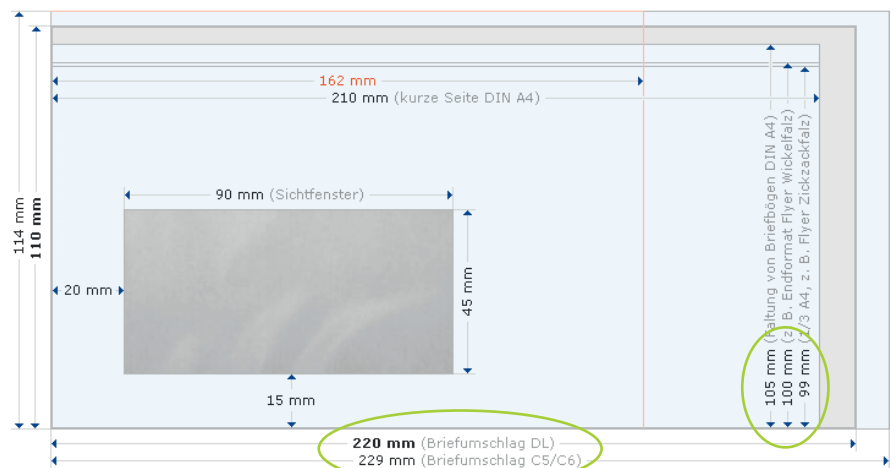 162 mm
210 mm (kurze Seite DIN A4)
90 mm (Sichtfenster)
114 mm
110 mm
20 mm
45 mm
15 mm
105 mm (Faltung von Briefbögen DIN A4)
100 mm (z. B. Endformat Flyer Wickelfalz)
99 mm (1/3 A4, z. B. Flyer Zickzackfalz)
220 mm (Briefumschlag DL)
229 mm (Briefumschlag C5/C6)